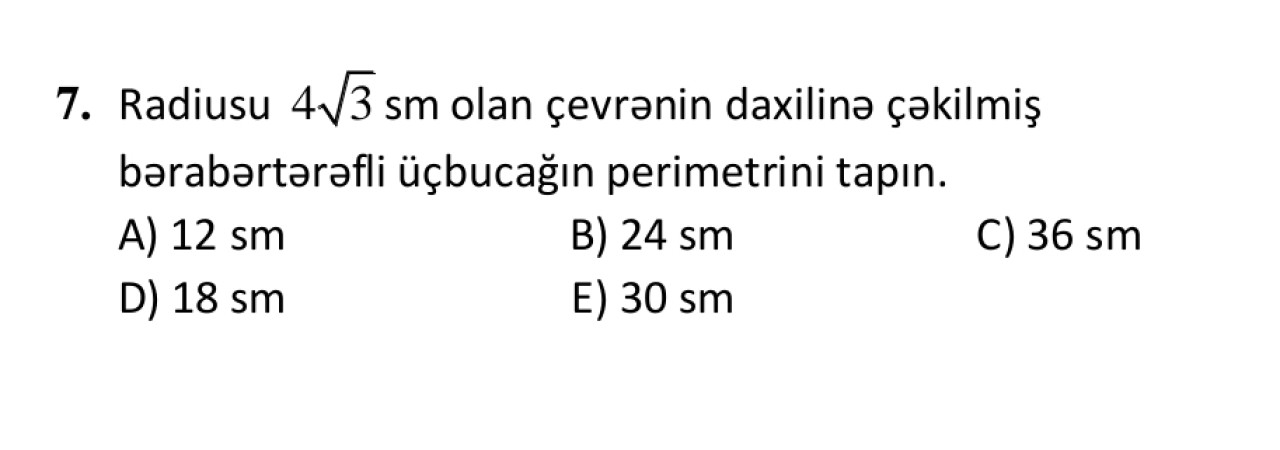 7. Radiusu 4√3 sm olan çevrənin daxilinə çəkilmiş
bərabərtərəfli üçbucağın perimetrini tapın.
A) 12 sm B) 24 sm C) 36 sm
D) 18 sm E) 30 sm